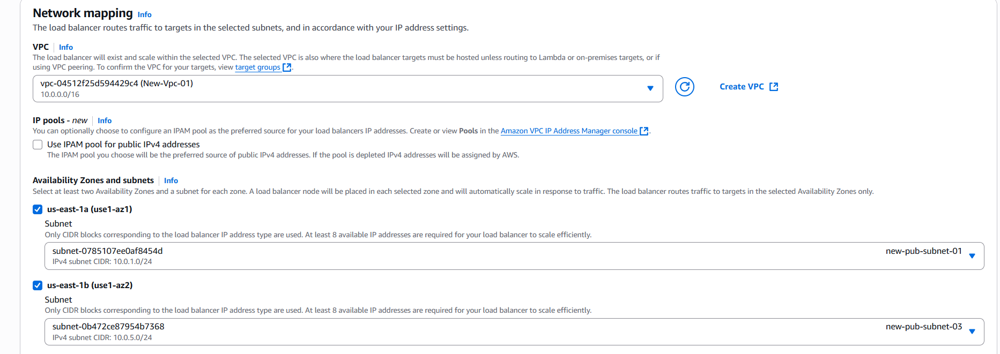 Network mapping Info
The load balancer routes traffic to targets in the selected subnets, and in accordance with your IP address settings.
VPC Info
The load balancer will exist and scale within the selected VPC. The selected VPC is also where the load balancer targets must be hosted unless routing to Lambda or on-premises targets, or if
using VPC peering. To confirm the VPC for your targets, view target groups.
vpc-04512f25d594429c4 (New-Vpc-01)
10.0.0.0/16
Create VPC
IP pools - new Info
You can optionally choose to configure an IPAM pool as the preferred source for your load balancers IP addresses. Create or view Pools in the Amazon VPC IP Address Manager console.
Use IPAM pool for public IPv4 addresses
The IPAM pool you choose will be the preferred source of public IPv4 addresses. If the pool is depleted IPv4 addresses will be assigned by AWS.
Availability Zones and subnets Info
Select at least two Availability Zones and a subnet for each zone. A load balancer node will be placed in each selected zone and will automatically scale in response to traffic. The load balancer routes traffic to targets in the selected Availability Zones only.
us-east-1a (use1-az1)
Subnet
Only CIDR blocks corresponding to the load balancer IP address type are used. At least 8 available IP addresses are required for your load balancer to scale efficiently.
subnet-0785107ee0af8454d new-pub-subnet-01
IPv4 subnet CIDR: 10.0.1.0/24
us-east-1b (use1-az2)
Subnet
Only CIDR blocks corresponding to the load balancer IP address type are used. At least 8 available IP addresses are required for your load balancer to scale efficiently.
subnet-0b472ce87954b7368 new-pub-subnet-03
IPv4 subnet CIDR: 10.0.5.0/24